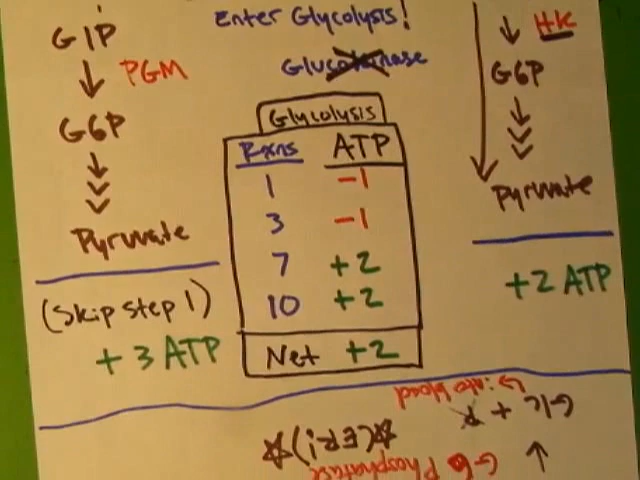 G1P
PGM
G6P
Pyruvate
(Skip step 1)
+3 ATP
Enter Glycolysis!
Glucokinase
Glycolysis
Rxns ATP
1 -1
3 -1
7 +2
10 +2
Net +2
HK
G6P
Pyruvate
+2 ATP
Glc + P
↳ into blood
G-6 Phosphatase
*(ER!)*